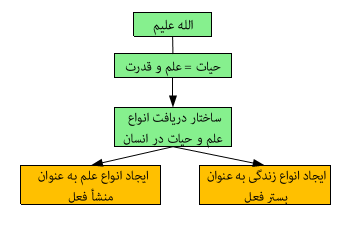 الله علیم
حیات = علم و قدرت
ساختار دریافت انواع
علم و حیات در انسان
ایجاد انواع زندگی به عنوان
بستر فعل
ایجاد انواع علم به عنوان
منشأ فعل